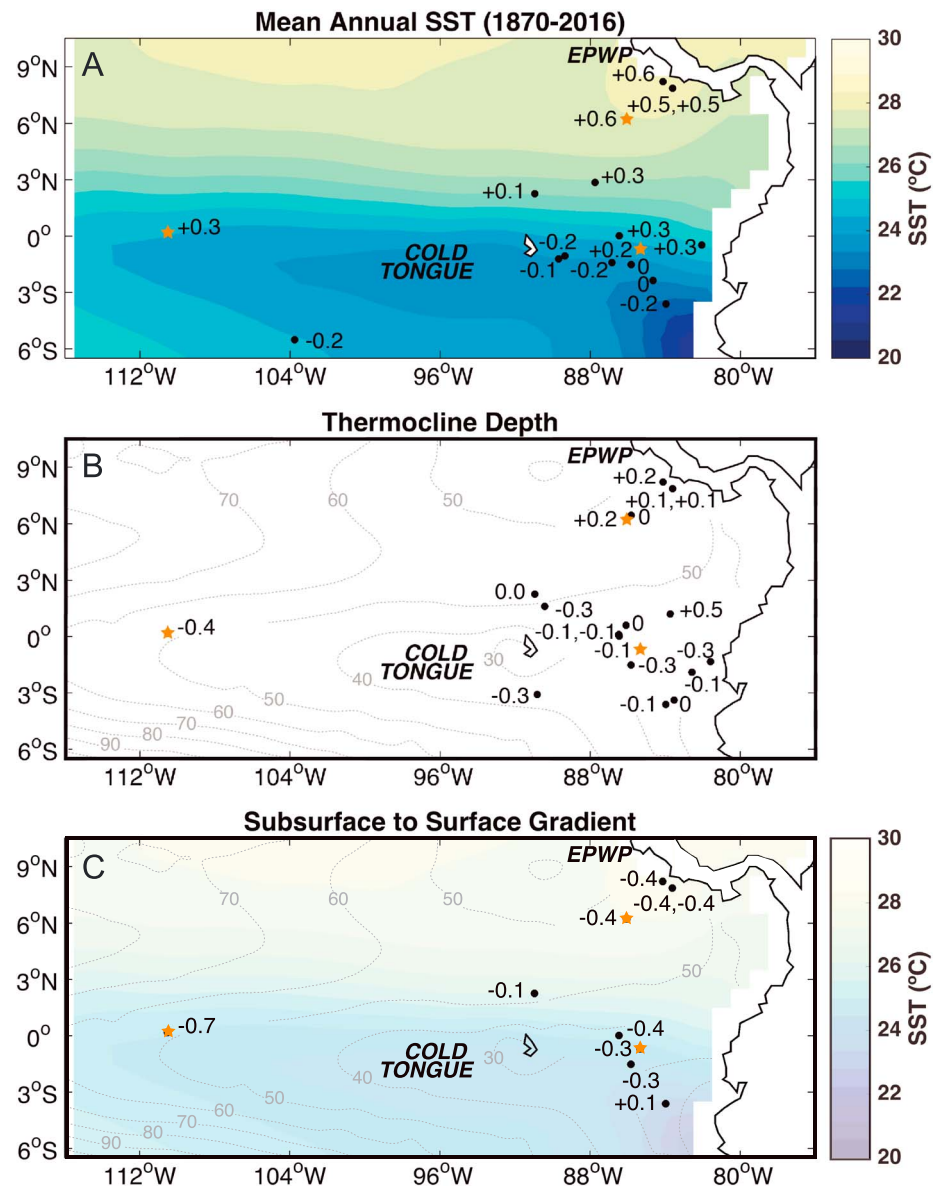 Mean Annual SST (1870-2016)
A
EPWP
+0.6
+0.5,+0.5
+0.6
+0.3
+0.1
+0.3
+0.3
-0.2
+0.2
+0.3
COLD
TONGUE
-0.1
-0.2
0
0
-0.2
-0.2
9°N
6°N
3°N
0°
3°S
6°S
112°W 104°W 96°W 88°W 80°W
30
28
26
24
22
20
SST (°C)
Thermocline Depth
B
EPWP
+0.2
+0.1,+0.1
+0.2
0
70
60
50
50
0.0
-0.3
+0.5
-0.4
-0.1,-0.1
0
-0.1
-0.3
-0.3
COLD
TONGUE
30
40
-0.1
-0.3
-0.1
0
50
60
70
80
90
9°N
6°N
3°N
0°
3°S
6°S
112°W 104°W 96°W 88°W 80°W
Subsurface to Surface Gradient
C
EPWP
-0.4
-0.4,-0.4
-0.4
70
60
50
50
-0.1
-0.7
-0.4
-0.3
COLD
TONGUE
30
40
-0.3
+0.1
50
60
70
80
90
9°N
6°N
3°N
0°
3°S
6°S
112°W 104°W 96°W 88°W 80°W
30
28
26
24
22
20
SST (°C)